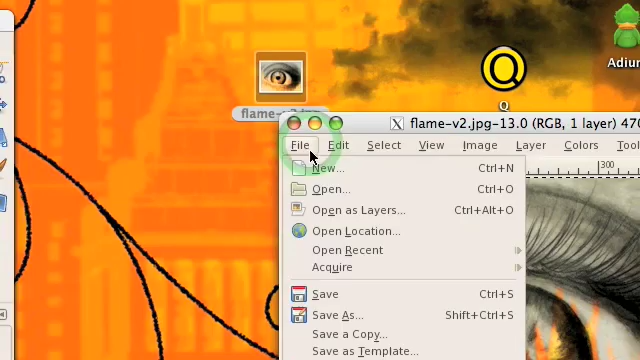 Adiu
Q
Q
flame-v2.jpg-13.0 (RGB, 1 layer) 470
File Edit Select View Image Layer Colors Tool
300
New... Ctrl+N
Open... Ctrl+O
Open as Layers... Ctrl+Alt+O
Open Location...
Open Recent
Acquire
Save Ctrl+S
Save As... Shift+Ctrl+S
Save a Copy...
Save as Template...